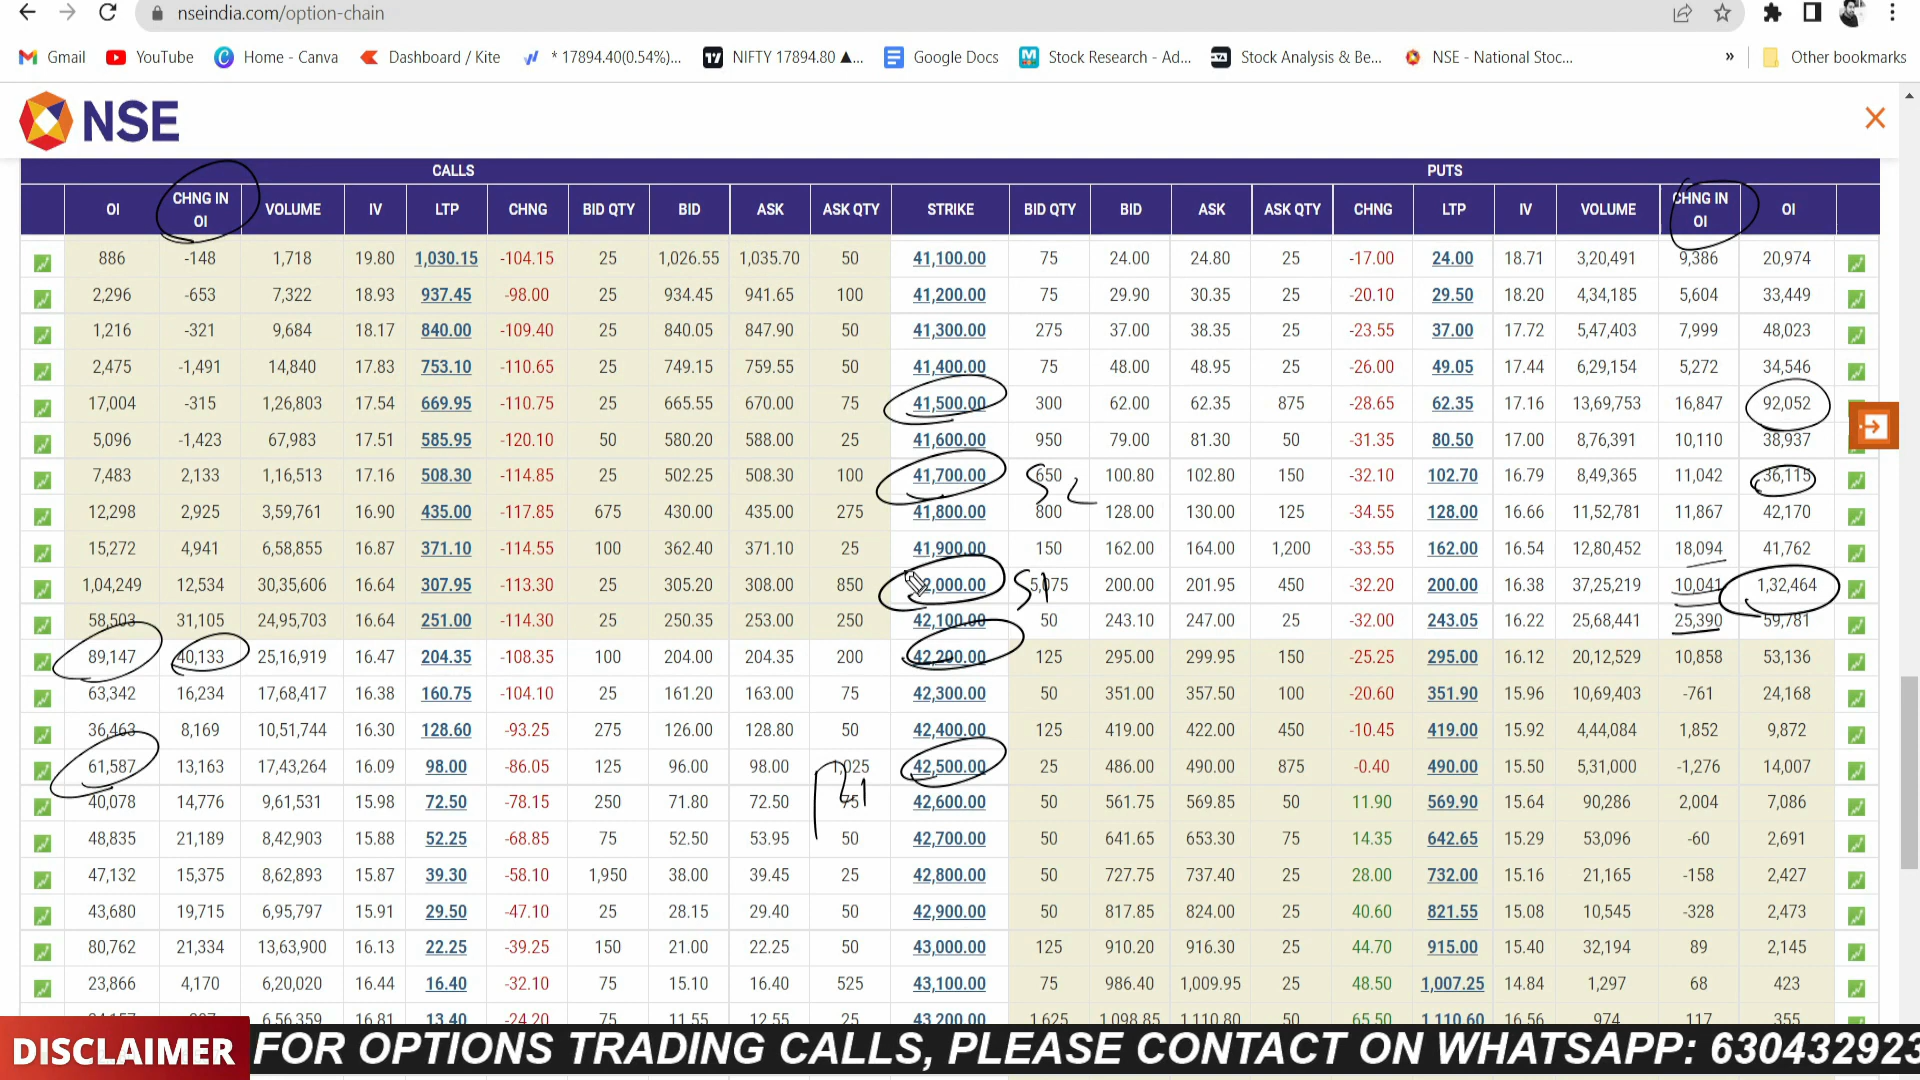 nseindia.com/option-chain
Gmail YouTube Home - Canva Dashboard / Kite * 17894.40(0.54%)... NIFTY 17894.80 ▲... Google Docs Stock Research - Ad... Stock Analysis & Be... NSE - National Stoc... » Other bookmarks
NSE
CALLS PUTS
OI CHNG IN OI VOLUME IV LTP CHNG BID QTY BID ASK ASK QTY STRIKE BID QTY BID ASK ASK QTY CHNG LTP IV VOLUME CHNG IN OI OI
886 -148 1,718 19.80 1,030.15 -104.15 25 1,026.55 1,035.70 50 41,100.00 75 24.00 24.80 25 -17.00 24.00 18.71 3,20,491 9,386 20,974
2,296 -653 7,322 18.93 937.45 -98.00 25 934.45 941.65 100 41,200.00 75 29.90 30.35 25 -20.10 29.50 18.20 4,34,185 5,604 33,449
1,216 -321 9,684 18.17 840.00 -109.40 25 840.05 847.90 50 41,300.00 275 37.00 38.35 25 -23.55 37.00 17.72 5,47,403 7,999 48,023
2,475 -1,491 14,840 17.83 753.10 -110.65 25 749.15 759.55 50 41,400.00 75 48.00 48.95 25 -26.00 49.05 17.44 6,29,154 5,272 34,546
17,004 -315 1,26,803 17.54 669.95 -110.75 25 665.55 670.00 75 41,500.00 300 62.00 62.35 875 -28.65 62.35 17.16 13,69,753 16,847 92,052
5,096 -1,423 67,983 17.51 585.95 -120.10 50 580.20 588.00 25 41,600.00 950 79.00 81.30 50 -31.35 80.50 17.00 8,76,391 10,110 38,937
7,483 2,133 1,16,513 17.16 508.30 -114.85 25 502.25 508.30 100 41,700.00 650 S2 100.80 102.80 150 -32.10 102.70 16.79 8,49,365 11,042 36,115
12,298 2,925 3,59,761 16.90 435.00 -117.85 675 430.00 435.00 275 41,800.00 800 128.00 130.00 125 -34.55 128.00 16.66 11,52,781 11,867 42,170
15,272 4,941 6,58,855 16.87 371.10 -114.55 100 362.40 371.10 25 41,900.00 150 162.00 164.00 1,200 -33.55 162.00 16.54 12,80,452 18,094 41,762
1,04,249 12,534 30,35,606 16.64 307.95 -113.30 25 305.20 308.00 850 2,000.00 S1 5,075 200.00 201.95 450 -32.20 200.00 16.38 37,25,219 10,041 1,32,464
58,503 31,105 24,95,703 16.64 251.00 -114.30 25 250.35 253.00 250 42,100.00 50 243.10 247.00 25 -32.00 243.05 16.22 25,68,441 25,390 59,781
89,147 40,133 25,16,919 16.47 204.35 -108.35 100 204.00 204.35 200 42,200.00 125 295.00 299.95 150 -25.25 295.00 16.12 20,12,529 10,858 53,136
63,342 16,234 17,68,417 16.38 160.75 -104.10 25 161.20 163.00 75 42,300.00 50 351.00 357.50 100 -20.60 351.90 15.96 10,69,403 -761 24,168
36,463 8,169 10,51,744 16.30 128.60 -93.25 275 126.00 128.80 50 42,400.00 125 419.00 422.00 450 -10.45 419.00 15.92 4,44,084 1,852 9,872
61,587 13,163 17,43,264 16.09 98.00 -86.05 125 96.00 98.00 1,025 42,500.00 25 486.00 490.00 875 -0.40 490.00 15.50 5,31,000 -1,276 14,007
40,078 14,776 9,61,531 15.98 72.50 -78.15 250 71.80 72.50 R1 42,600.00 50 561.75 569.85 50 11.90 569.90 15.64 90,286 2,004 7,086
48,835 21,189 8,42,903 15.88 52.25 -68.85 75 52.50 53.95 50 42,700.00 50 641.65 653.30 75 14.35 642.65 15.29 53,096 -60 2,691
47,132 15,375 8,62,893 15.87 39.30 -58.10 1,950 38.00 39.45 25 42,800.00 50 727.75 737.40 25 28.00 732.00 15.16 21,165 -158 2,427
43,680 19,715 6,95,797 15.91 29.50 -47.10 25 28.15 29.40 50 42,900.00 50 817.85 824.00 25 40.60 821.55 15.08 10,545 -328 2,473
80,762 21,334 13,63,900 16.13 22.25 -39.25 150 21.00 22.25 50 43,000.00 125 910.20 916.30 25 44.70 915.00 15.40 32,194 89 2,145
23,866 4,170 6,20,020 16.44 16.40 -32.10 75 15.10 16.40 525 43,100.00 75 986.40 1,009.95 25 48.50 1,007.25 14.84 1,297 68 423
6,56,359 16.81 13.40 -24.20 75 11.55 12.55 25 43,200.00 1,625 1,098.85 1,110.80 50 65.50 1,110.60 16.56 974 117 355
DISCLAIMER FOR OPTIONS TRADING CALLS, PLEASE CONTACT ON WHATSAPP: 630432923